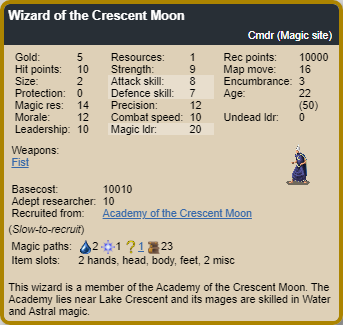 Wizard of the Crescent Moon
Cmdr (Magic site)
Gold: 5 Resources: 1 Rec points: 10000
Hit points: 10 Strength: 9 Map move: 16
Size: 2 Attack skill: 8 Encumbrance: 3
Protection: 0 Defence skill: 7 Age: 22
Magic res: 14 Precision: 12 (50)
Morale: 12 Combat speed: 10 Undead ldr: 0
Leadership: 10 Magic ldr: 20
Weapons:
Fist
Basecost: 10010
Adept researcher: 10
Recruited from: Academy of the Crescent Moon
(Slow-to-recruit)
Magic paths: 2 1 ? 1 23
Item slots: 2 hands, head, body, feet, 2 misc
This wizard is a member of the Academy of the Crescent Moon. The
Academy lies near Lake Crescent and its mages are skilled in Water
and Astral magic.